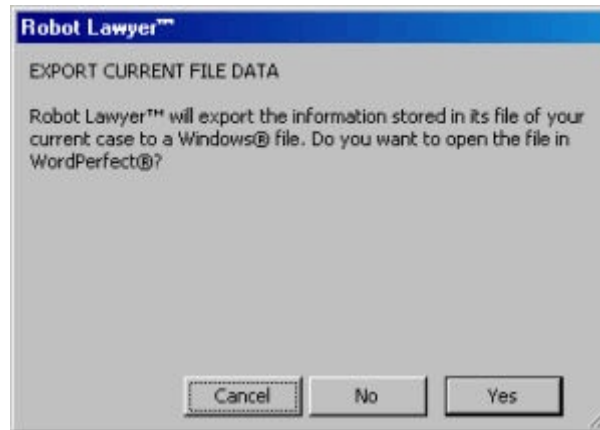 Robot Lawyer™
EXPORT CURRENT FILE DATA
Robot Lawyer™ will export the information stored in its file of your
current case to a Windows® file. Do you want to open the file in
WordPerfect®?
Cancel No Yes